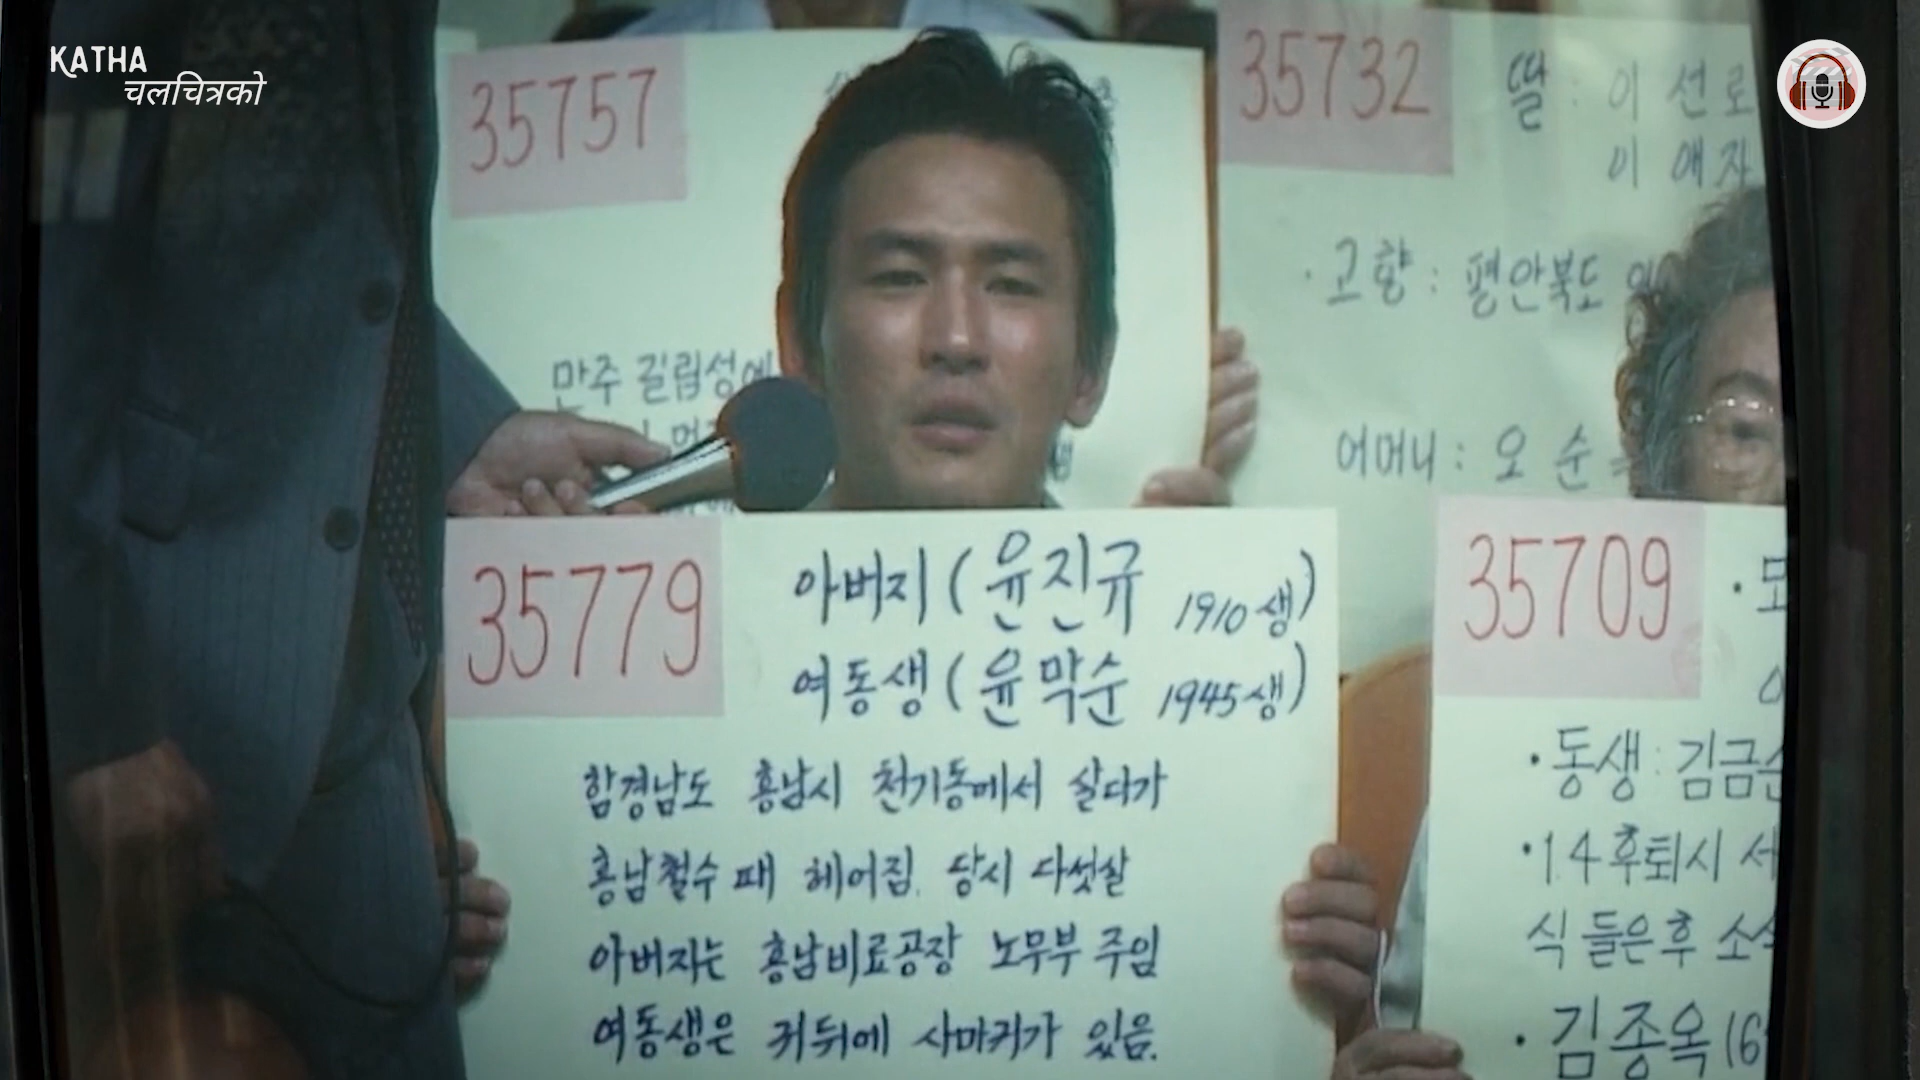 KATHA
चलचित्रको
35757
만주 길림성에
35732
딸 : 이 선로
이 애자
· 고향 : 평안북도
어머니 : 오 순
35779
아버지 (윤진규 1910생)
여동생 (윤막순 1945생)
함경남도 흥남시 천기동에서 살다가
흥남철수때 헤어짐. 당시 다섯살
아버지는 흥남비료공장 노무부 주임
여동생은 귀뒤에 사마귀가 있음.
35709
· 동생 : 김금순
· 1.4 후퇴시 서
식 들은후 소식
· 김종옥 (6